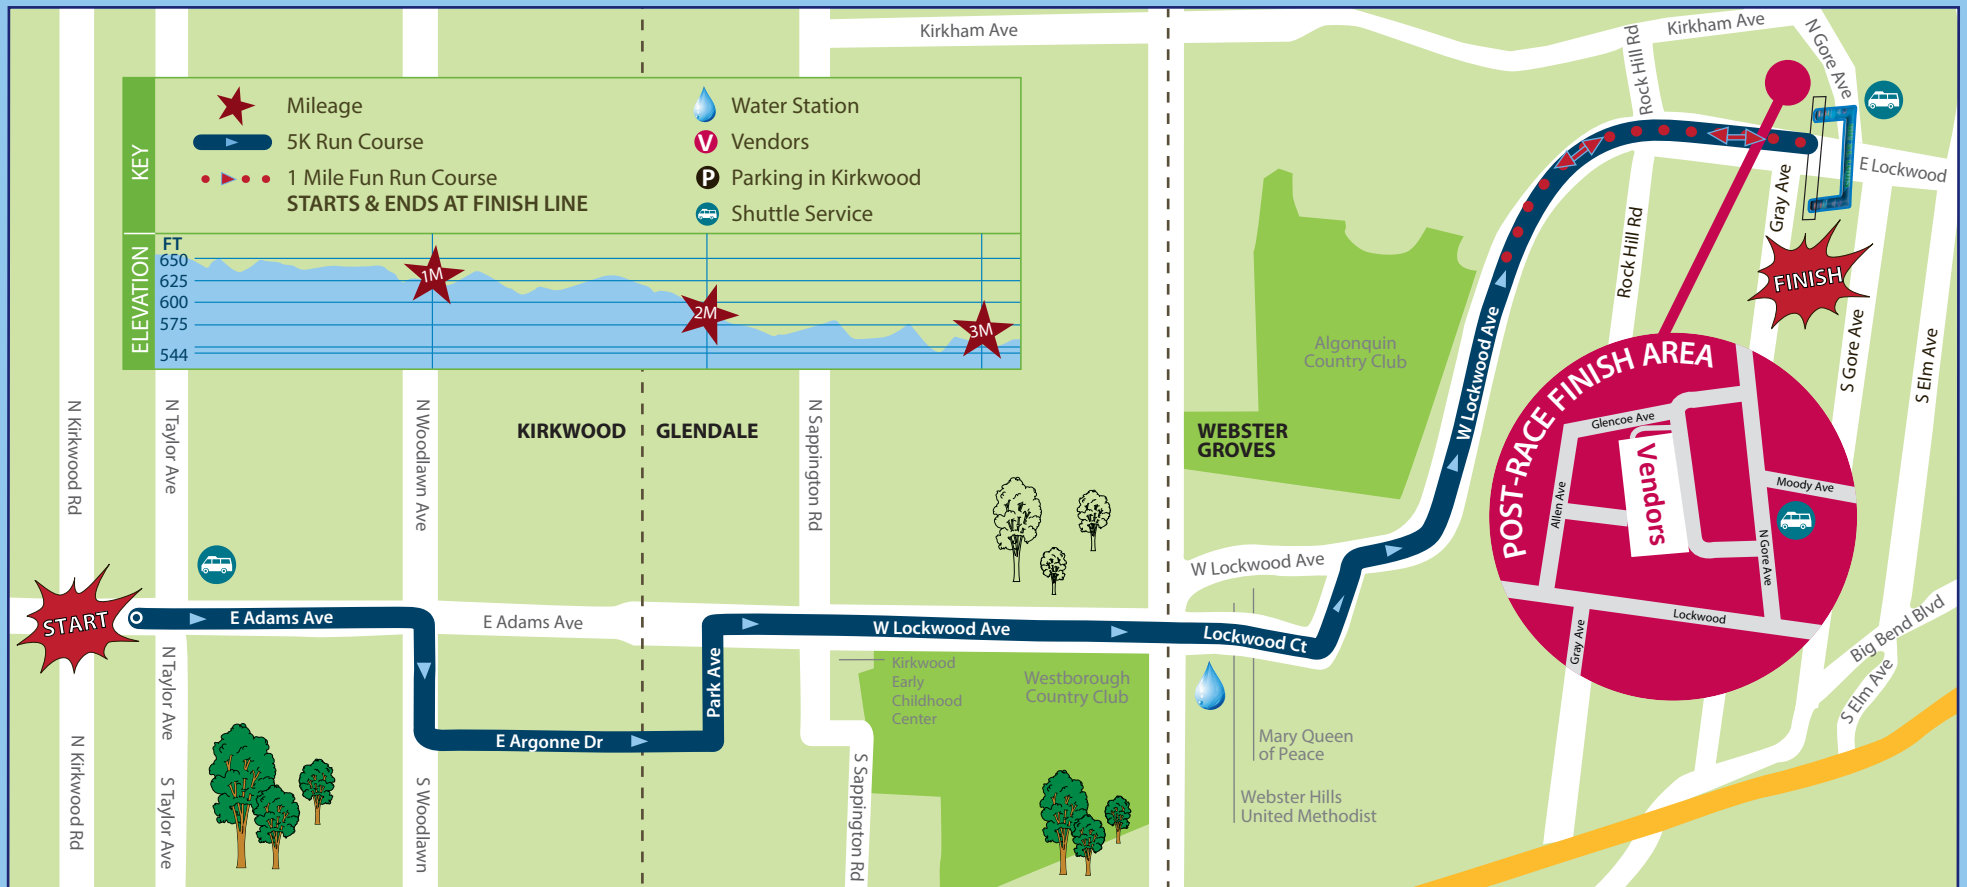 Kirkham Ave
Kirkham Ave
N Gore Ave
Rock Hill Rd
KEY
Mileage
5K Run Course
1 Mile Fun Run Course
STARTS & ENDS AT FINISH LINE
Water Station
V Vendors
P Parking in Kirkwood
Shuttle Service
ELEVATION
FT
650
625
600
575
544
1M
2M
3M
E Lockwood
Gray Ave
Rock Hill Rd
FINISH
S Gore Ave
S Elm Ave
Algonquin
Country Club
W Lockwood Ave
N Kirkwood Rd
N Taylor Ave
N Woodlawn Ave
KIRKWOOD
GLENDALE
N Sappington Rd
WEBSTER
GROVES
POST-RACE FINISH AREA
Glencoe Ave
Vendors
Allen Ave
Moody Ave
N Gore Ave
Lockwood
Gray Ave
W Lockwood Ave
START
E Adams Ave
E Adams Ave
W Lockwood Ave
Lockwood Ct
Park Ave
E Argonne Dr
Kirkwood
Early
Childhood
Center
Westborough
Country Club
Big Bend Blvd
S Elm Ave
N Taylor Ave
N Kirkwood Rd
S Taylor Ave
S Woodlawn
S Sappington Rd
Mary Queen
of Peace
Webster Hills
United Methodist